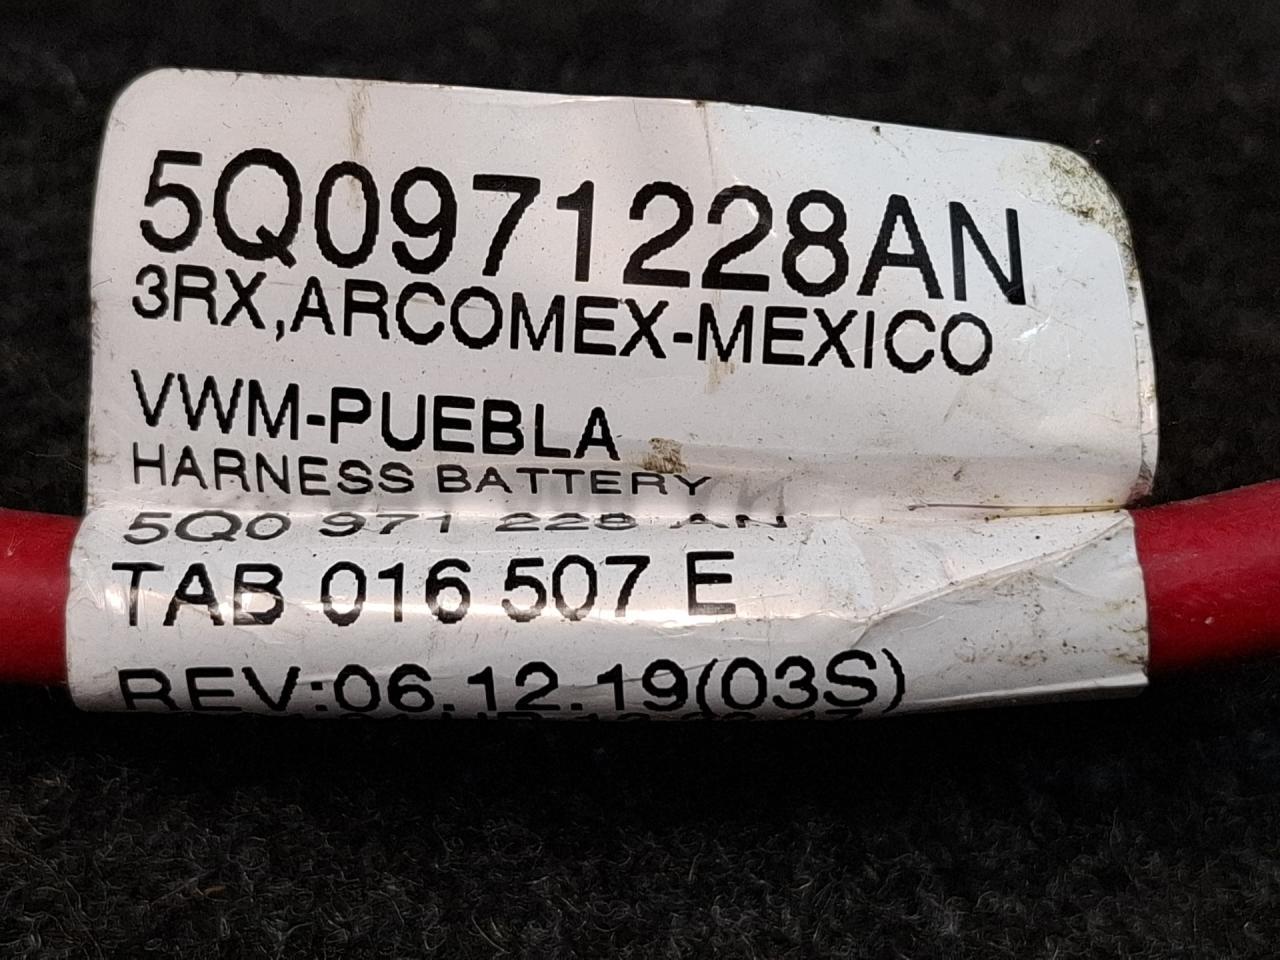 5Q0971228AN
3RX,ARCOMEX-MEXICO
VWM-PUEBLA
HARNESS BATTERY
5Q0 971 228 AN
TAB 016 507 E
REV:06.12.19(03S)